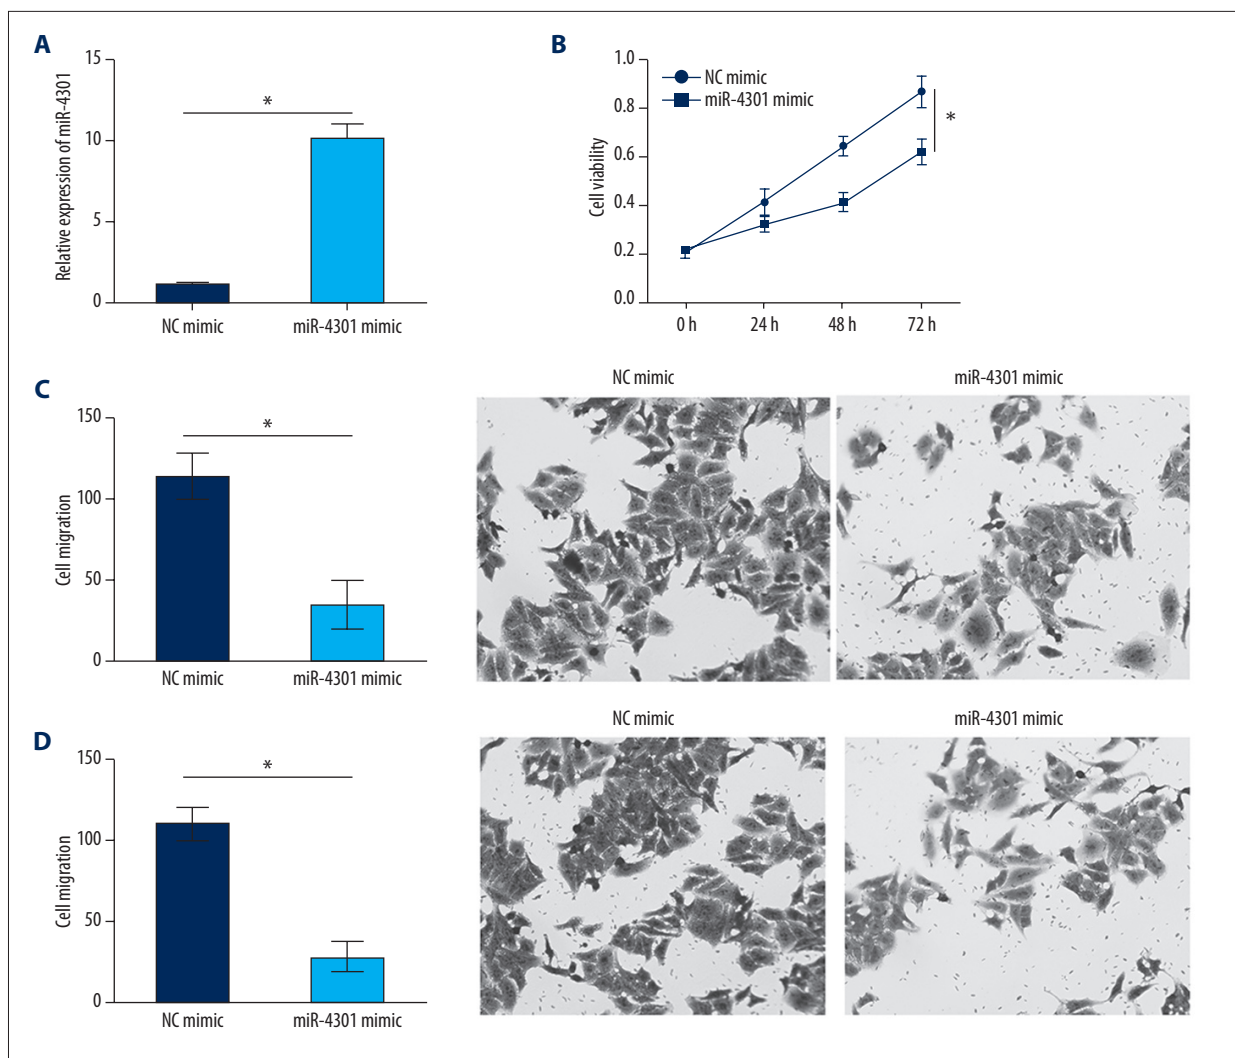 A
Relative expression of miR-4301
15
10
5
0
*
NC mimic
miR-4301 mimic
B
Cell viability
1.0
0.8
0.6
0.4
0.2
0.0
NC mimic
miR-4301 mimic
*
0 h
24 h
48 h
72 h
C
Cell migration
150
100
50
0
*
NC mimic
miR-4301 mimic
NC mimic
miR-4301 mimic
D
Cell migration
150
100
50
0
*
NC mimic
miR-4301 mimic
NC mimic
miR-4301 mimic